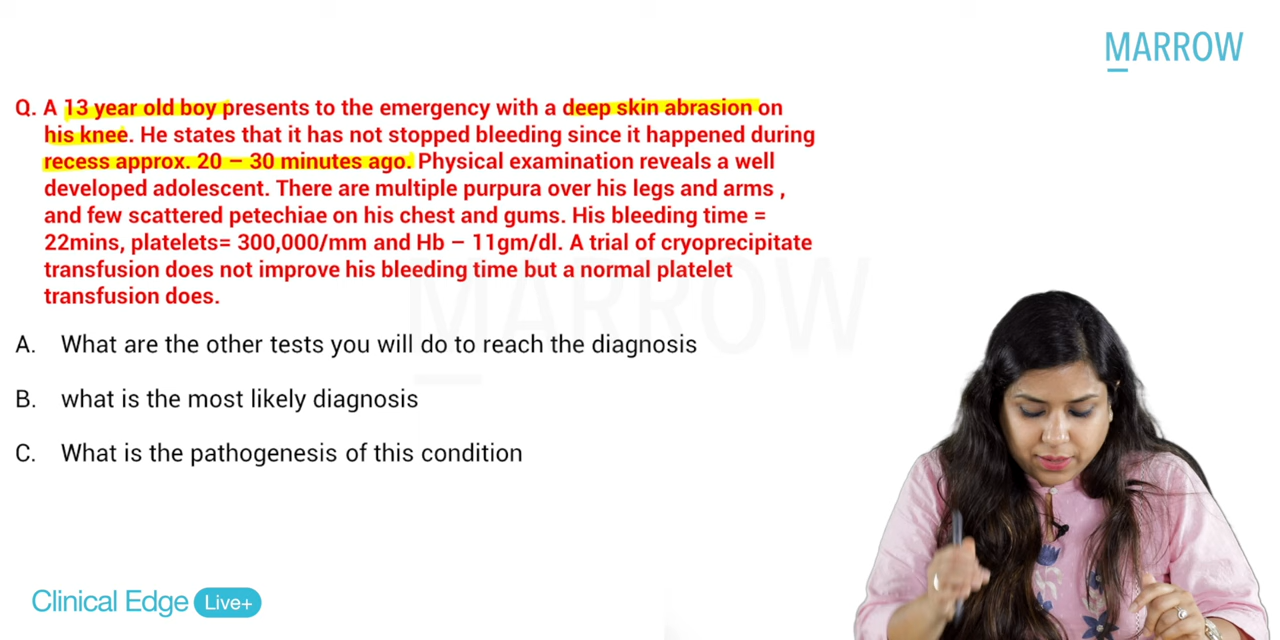 MARROW
Q. A 13 year old boy presents to the emergency with a deep skin abrasion on
his knee. He states that it has not stopped bleeding since it happened during
recess approx. 20 – 30 minutes ago. Physical examination reveals a well
developed adolescent. There are multiple purpura over his legs and arms ,
and few scattered petechiae on his chest and gums. His bleeding time =
22mins, platelets= 300,000/mm and Hb – 11gm/dl. A trial of cryoprecipitate
transfusion does not improve his bleeding time but a normal platelet
transfusion does.
MARROW
A. What are the other tests you will do to reach the diagnosis
B. what is the most likely diagnosis
C. What is the pathogenesis of this condition
Clinical Edge Live+